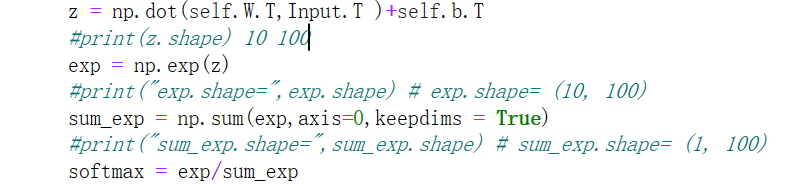 z = np.dot(self.W.T,Input.T )+self.b.T
#print(z.shape) 10 100
exp = np.exp(z)
#print("exp.shape=",exp.shape) # exp.shape= (10, 100)
sum_exp = np.sum(exp,axis=0,keepdims = True)
#print("sum_exp.shape=",sum_exp.shape) # sum_exp.shape= (1, 100)
softmax = exp/sum_exp